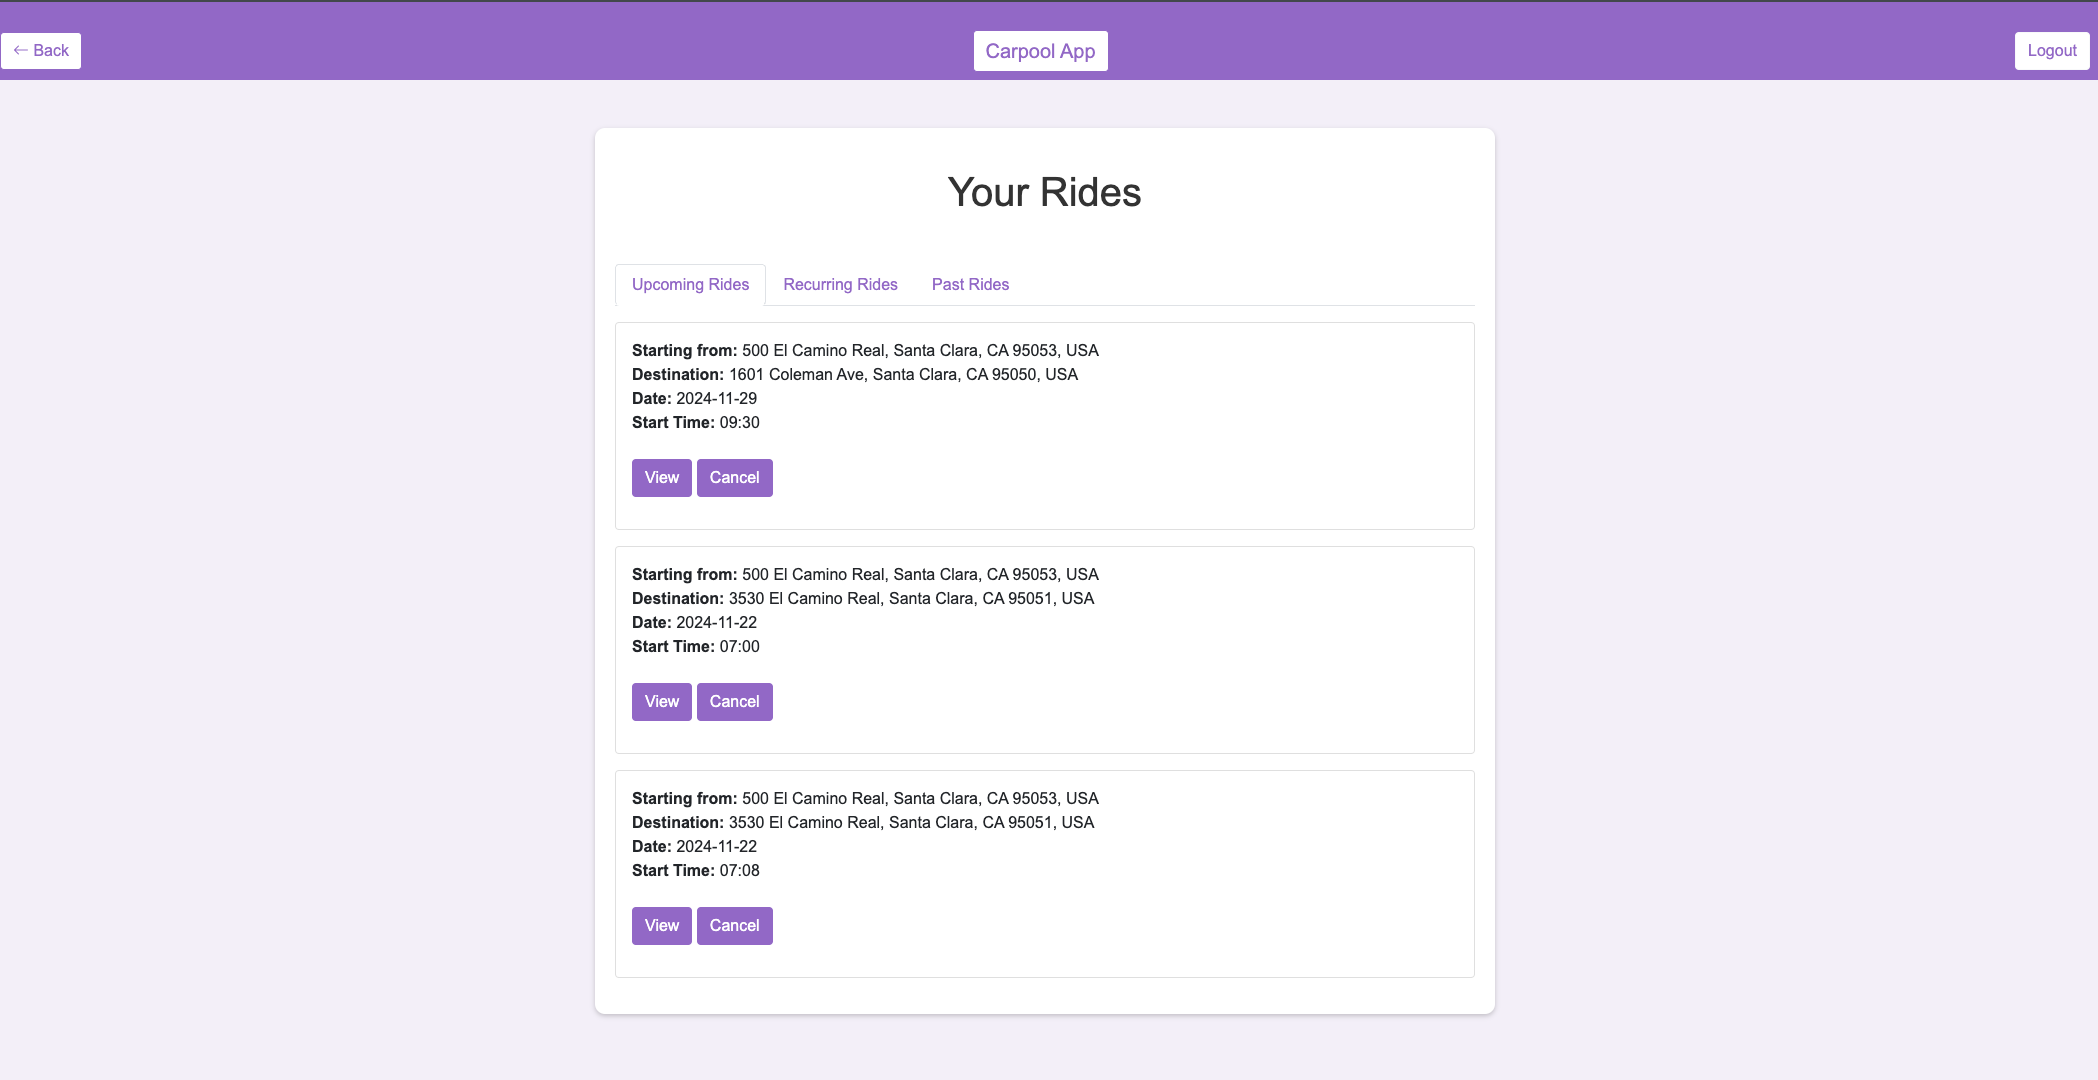 ← Back
Carpool App
Logout
Your Rides
Upcoming Rides
Recurring Rides
Past Rides
Starting from: 500 El Camino Real, Santa Clara, CA 95053, USA
Destination: 1601 Coleman Ave, Santa Clara, CA 95050, USA
Date: 2024-11-29
Start Time: 09:30
View
Cancel
Starting from: 500 El Camino Real, Santa Clara, CA 95053, USA
Destination: 3530 El Camino Real, Santa Clara, CA 95051, USA
Date: 2024-11-22
Start Time: 07:00
View
Cancel
Starting from: 500 El Camino Real, Santa Clara, CA 95053, USA
Destination: 3530 El Camino Real, Santa Clara, CA 95051, USA
Date: 2024-11-22
Start Time: 07:08
View
Cancel